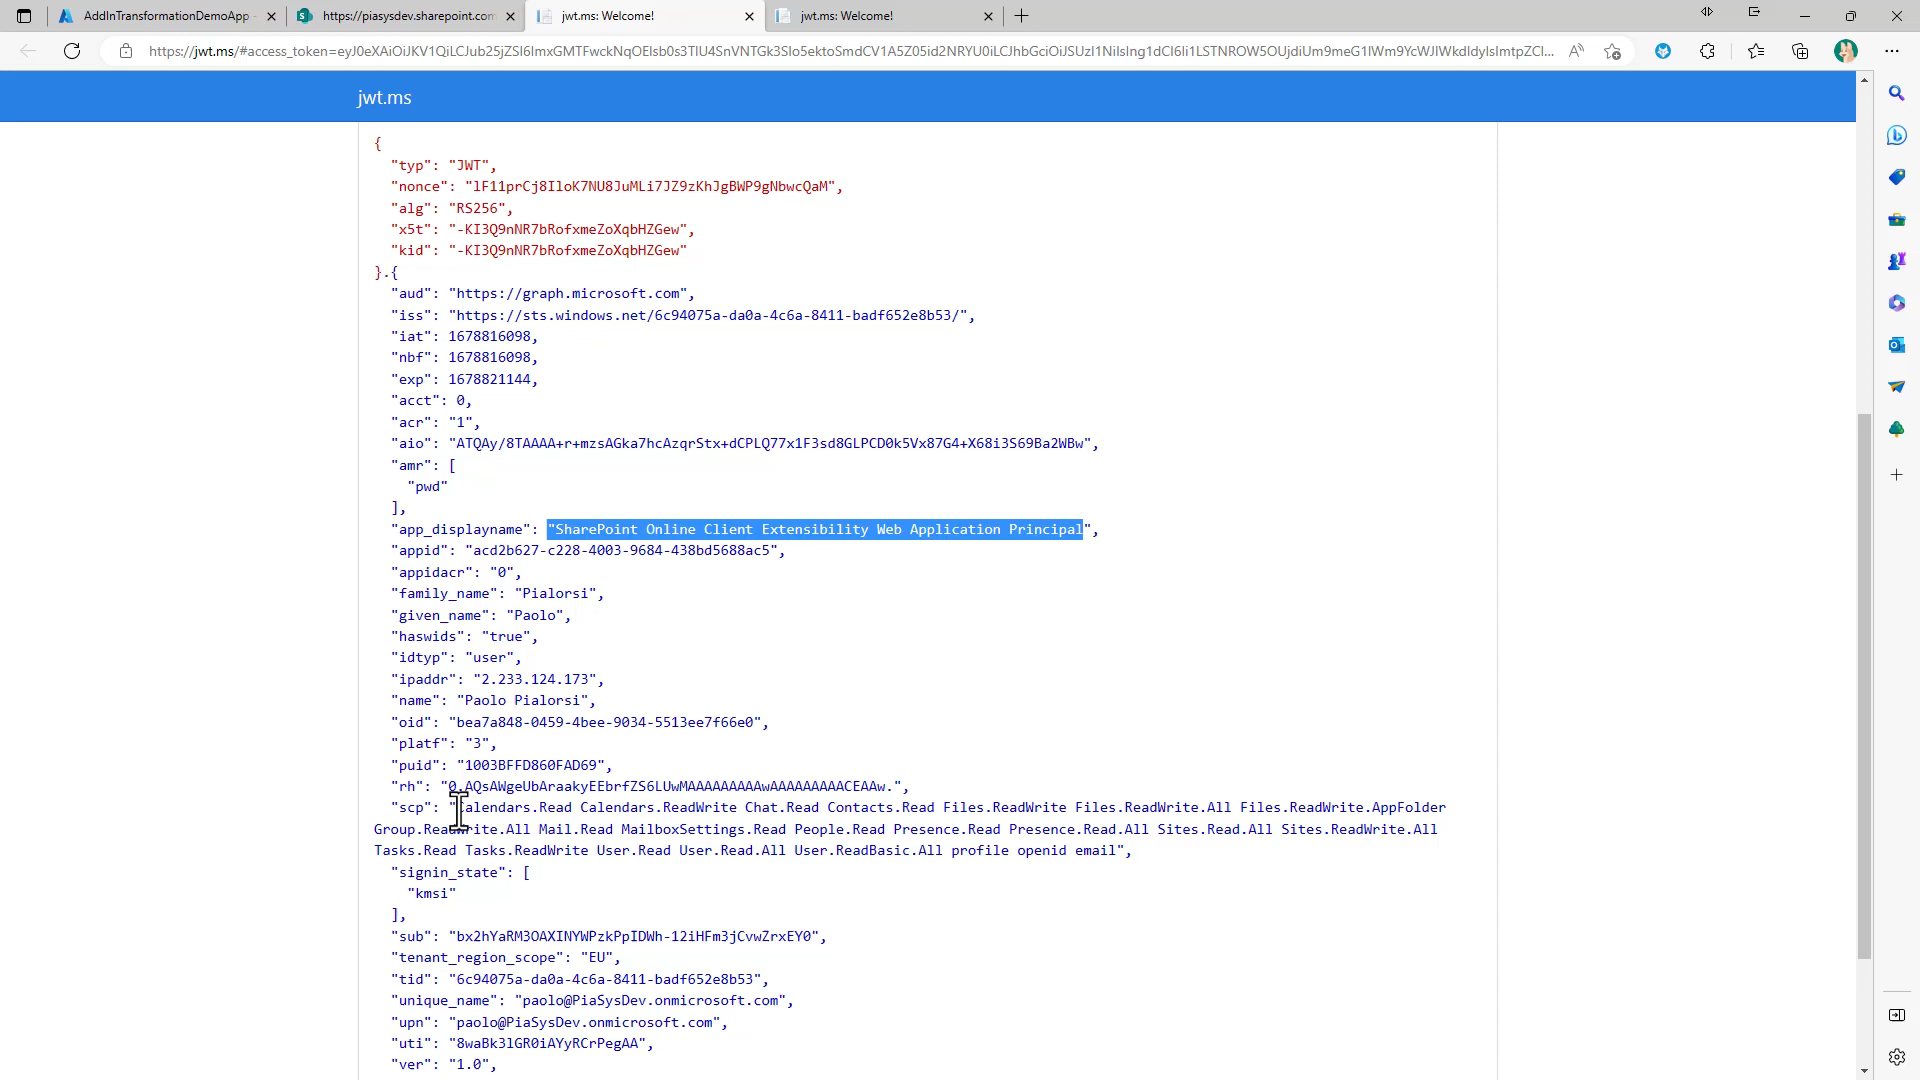 AddInTransformationDemoApp -
https://piasysdev.sharepoint.com
jwt.ms: Welcome!
jwt.ms: Welcome!
jwt.ms
{
"typ": "JWT",
"nonce": "lF11prCj8IloK7NU8JuMLi7JZ9zKhJgBWP9gNbwcQaM",
"alg": "RS256",
"x5t": "-KI3Q9nNR7bRofxmeZoXqbHZGew",
"kid": "-KI3Q9nNR7bRofxmeZoXqbHZGew"
}.{
"aud": "https://graph.microsoft.com",
"iss": "https://sts.windows.net/6c94075a-da0a-4c6a-8411-badf652e8b53/",
"iat": 1678816098,
"nbf": 1678816098,
"exp": 1678821144,
"acct": 0,
"acr": "1",
"aio": "ATQAy/8TAAAA+r+mzsAGka7hcAzqrStx+dCPLQ77x1F3sd8GLPCD0k5Vx87G4+X68i3S69Ba2WBw",
"amr": [
"pwd"
],
"app_displayname": "SharePoint Online Client Extensibility Web Application Principal",
"appid": "acd2b627-c228-4003-9684-438bd5688ac5",
"appidacr": "0",
"family_name": "Pialorsi",
"given_name": "Paolo",
"haswids": "true",
"idtyp": "user",
"ipaddr": "2.233.124.173",
"name": "Paolo Pialorsi",
"oid": "bea7a848-0459-4bee-9034-5513ee7f66e0",
"platf": "3",
"puid": "1003BFFD860FAD69",
"rh": "0.AQsAWgeUbAraakyEEbrfZS6LUwMAAAAAAAAAwAAAAAAAAACEAAw.",
"scp": "Calendars.Read Calendars.ReadWrite Chat.Read Contacts.Read Files.ReadWrite Files.ReadWrite.All Files.ReadWrite.AppFolder
Group.ReadWrite.All Mail.Read MailboxSettings.Read People.Read Presence.Read Presence.Read.All Sites.Read.All Sites.ReadWrite.All
Tasks.Read Tasks.ReadWrite User.Read User.Read.All User.ReadBasic.All profile openid email",
"signin_state": [
"kmsi"
],
"sub": "bx2hYaRM3OAXINYWPzkPpIDWh-12iHFm3jCvwZrxEY0",
"tenant_region_scope": "EU",
"tid": "6c94075a-da0a-4c6a-8411-badf652e8b53",
"unique_name": "paolo@PiaSysDev.onmicrosoft.com",
"upn": "paolo@PiaSysDev.onmicrosoft.com",
"uti": "8waBk3lGR0iAYyRCrPegAA",
"ver": "1.0",